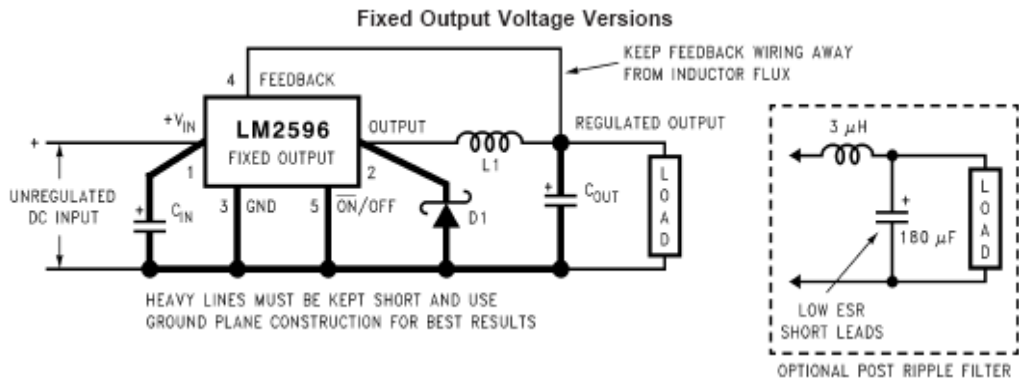 Fixed Output Voltage Versions
KEEP FEEDBACK WIRING AWAY
FROM INDUCTOR FLUX
4 FEEDBACK
+VIN
LM2596
FIXED OUTPUT
OUTPUT
REGULATED OUTPUT
+
1
2
L1
UNREGULATED
DC INPUT
+
CIN
3 GND
5 ON/OFF
D1
+
COUT
LOAD
HEAVY LINES MUST BE KEPT SHORT AND USE
GROUND PLANE CONSTRUCTION FOR BEST RESULTS
3 μH
+
180 μF
LOAD
LOW ESR
SHORT LEADS
OPTIONAL POST RIPPLE FILTER